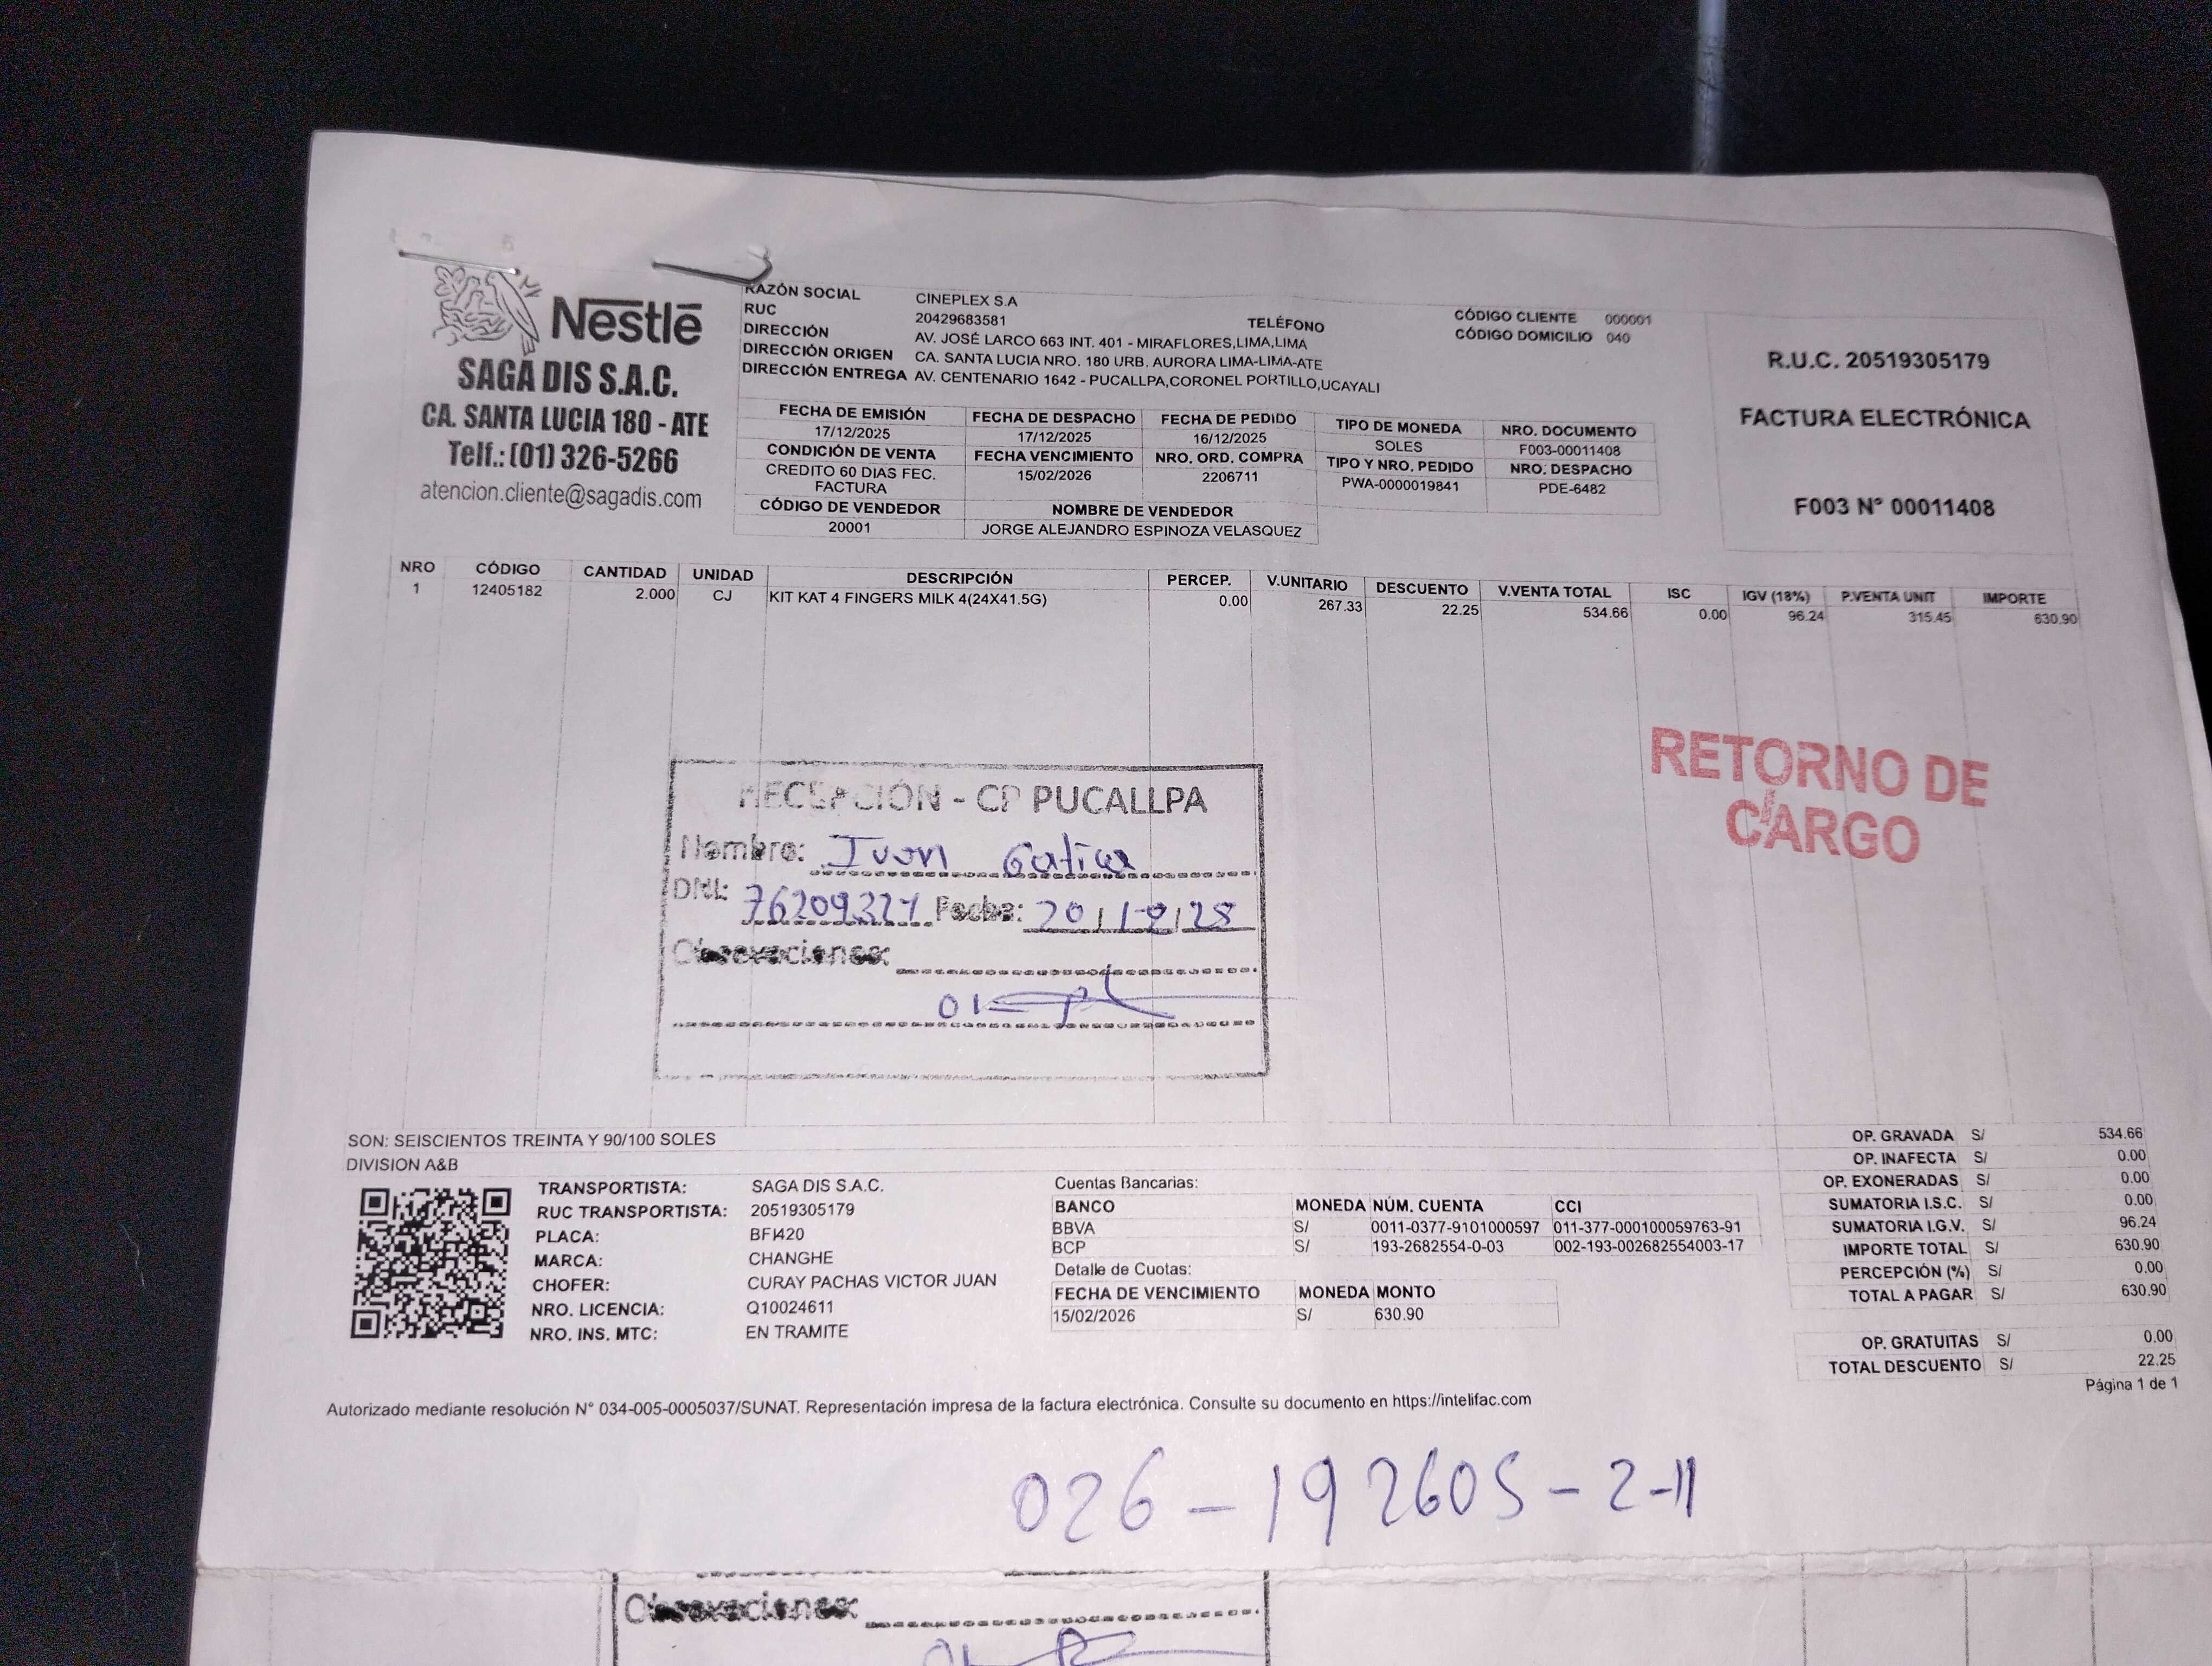 Nestlé
SAGA DIS S.A.C.
CA. SANTA LUCIA 180 - ATE
Telf.: (01) 326-5266
atencion.cliente@sagadis.com
RAZÓN SOCIAL CINEPLEX S.A
RUC 20429683581 TELÉFONO
DIRECCIÓN AV. JOSÉ LARCO 663 INT. 401 - MIRAFLORES,LIMA,LIMA
DIRECCIÓN ORIGEN CA. SANTA LUCIA NRO. 180 URB. AURORA LIMA-LIMA-ATE
DIRECCIÓN ENTREGA AV. CENTENARIO 1642 - PUCALLPA,CORONEL PORTILLO,UCAYALI
CÓDIGO CLIENTE 000001
CÓDIGO DOMICILIO 040
R.U.C. 20519305179
FACTURA ELECTRÓNICA
F003 N° 00011408
FECHA DE EMISIÓN FECHA DE DESPACHO FECHA DE PEDIDO TIPO DE MONEDA NRO. DOCUMENTO
17/12/2025 17/12/2025 16/12/2025 SOLES F003-00011408
CONDICIÓN DE VENTA FECHA VENCIMIENTO NRO. ORD. COMPRA TIPO Y NRO. PEDIDO NRO. DESPACHO
CREDITO 60 DIAS FEC. 15/02/2026 2206711 PWA-0000019841 PDE-6482
FACTURA
CÓDIGO DE VENDEDOR NOMBRE DE VENDEDOR
20001 JORGE ALEJANDRO ESPINOZA VELASQUEZ
NRO CÓDIGO CANTIDAD UNIDAD DESCRIPCIÓN PERCEP. V.UNITARIO DESCUENTO V.VENTA TOTAL ISC IGV (18%) P.VENTA UNIT IMPORTE
1 12405182 2.000 CJ KIT KAT 4 FINGERS MILK 4(24X41.5G) 0.00 267.33 22.25 534.66 0.00 96.24 315.45 630.90
RETORNO DE
CARGO
RECEPCIÓN - CP PUCALLPA
Nombre: Ivon
DNI: Fecha: 20/12/25
Observaciones:
SON: SEISCIENTOS TREINTA Y 90/100 SOLES
DIVISION A&B
TRANSPORTISTA: SAGA DIS S.A.C.
RUC TRANSPORTISTA: 20519305179
PLACA: BFI420
MARCA: CHANGHE
CHOFER: CURAY PACHAS VICTOR JUAN
NRO. LICENCIA: Q10024611
NRO. INS. MTC: EN TRAMITE
Cuentas Bancarias:
BANCO MONEDA NÚM. CUENTA CCI
BBVA S/ 0011-0377-9101000597 011-377-000100059763-91
BCP S/ 193-2682554-0-03 002-193-002682554003-17
Detalle de Cuotas:
FECHA DE VENCIMIENTO MONEDA MONTO
15/02/2026 S/ 630.90
OP. GRAVADA S/ 534.66
OP. INAFECTA S/ 0.00
OP. EXONERADAS S/ 0.00
SUMATORIA I.S.C. S/ 0.00
SUMATORIA I.G.V. S/ 96.24
IMPORTE TOTAL S/ 630.90
PERCEPCIÓN (%) S/ 0.00
TOTAL A PAGAR S/ 630.90
OP. GRATUITAS S/ 0.00
TOTAL DESCUENTO S/ 22.25
Página 1 de 1
Autorizado mediante resolución N° 034-005-0005037/SUNAT. Representación impresa de la factura electrónica. Consulte su documento en https://intelifac.com
026-192605-2-11
Observaciones: